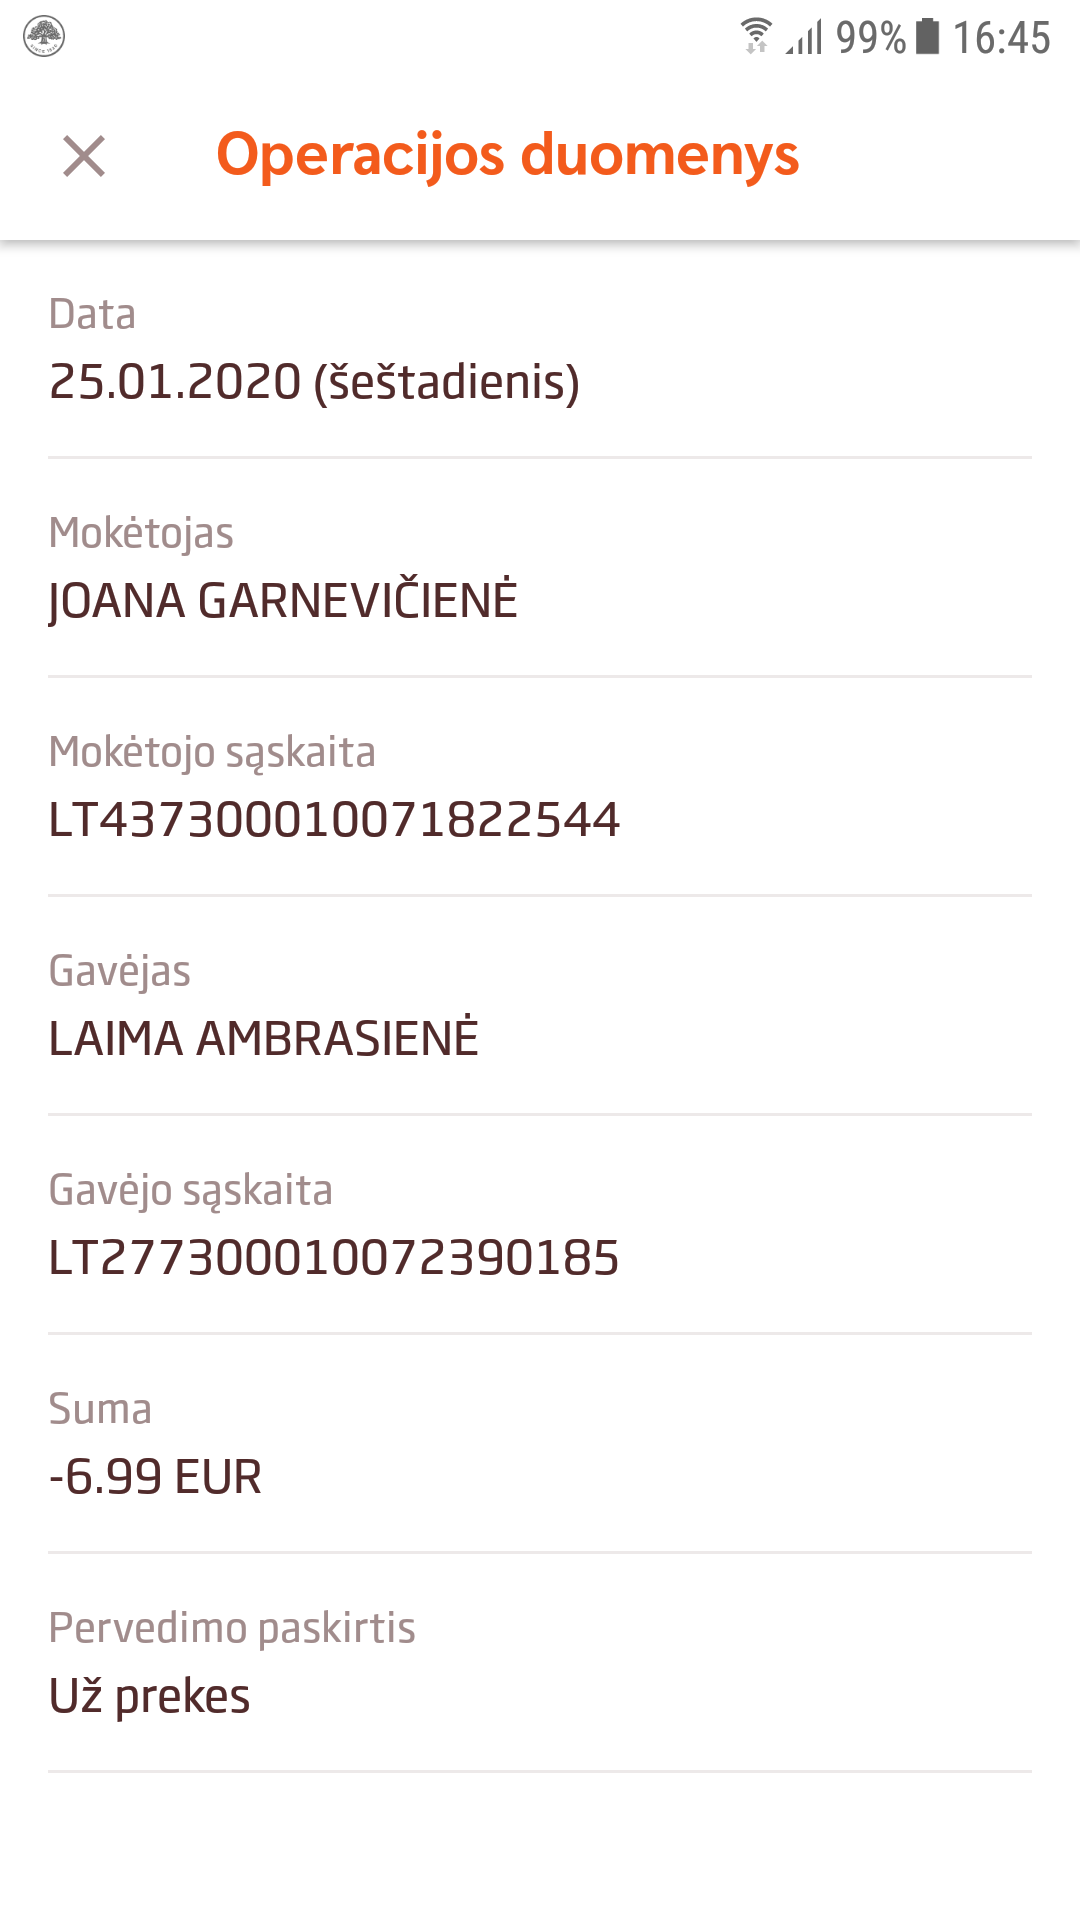 99% 16:45
Operacijos duomenys
Data
25.01.2020 (šeštadienis)
Mokėtojas
JOANA GARNEVIČIENĖ
Mokėtojo sąskaita
LT437300010071822544
Gavėjas
LAIMA AMBRASIENĖ
Gavėjo sąskaita
LT277300010072390185
Suma
-6.99 EUR
Pervedimo paskirtis
Už prekes